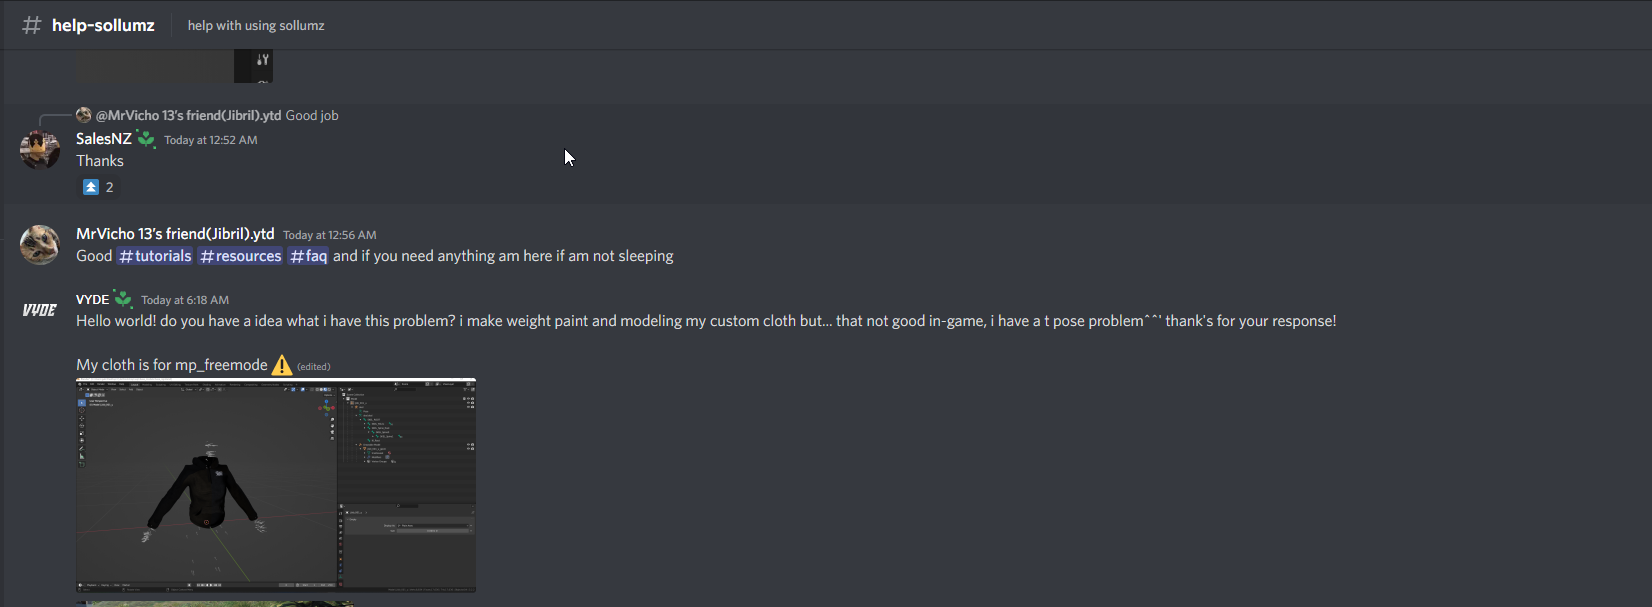 help-sollumz
help with using sollumz
@MrVicho 13's friend(Jibril).ytd Good job
SalesNZ Today at 12:52 AM
Thanks
2
MrVicho 13's friend(Jibril).ytd Today at 12:56 AM
Good #tutorials #resources #faq and if you need anything am here if am not sleeping
VYDE
VYDE Today at 6:18 AM
Hello world! do you have a idea what i have this problem? i make weight paint and modeling my custom cloth but... that not good in-game, i have a t pose problem^^' thank's for your response!
My cloth is for mp_freemode (edited)